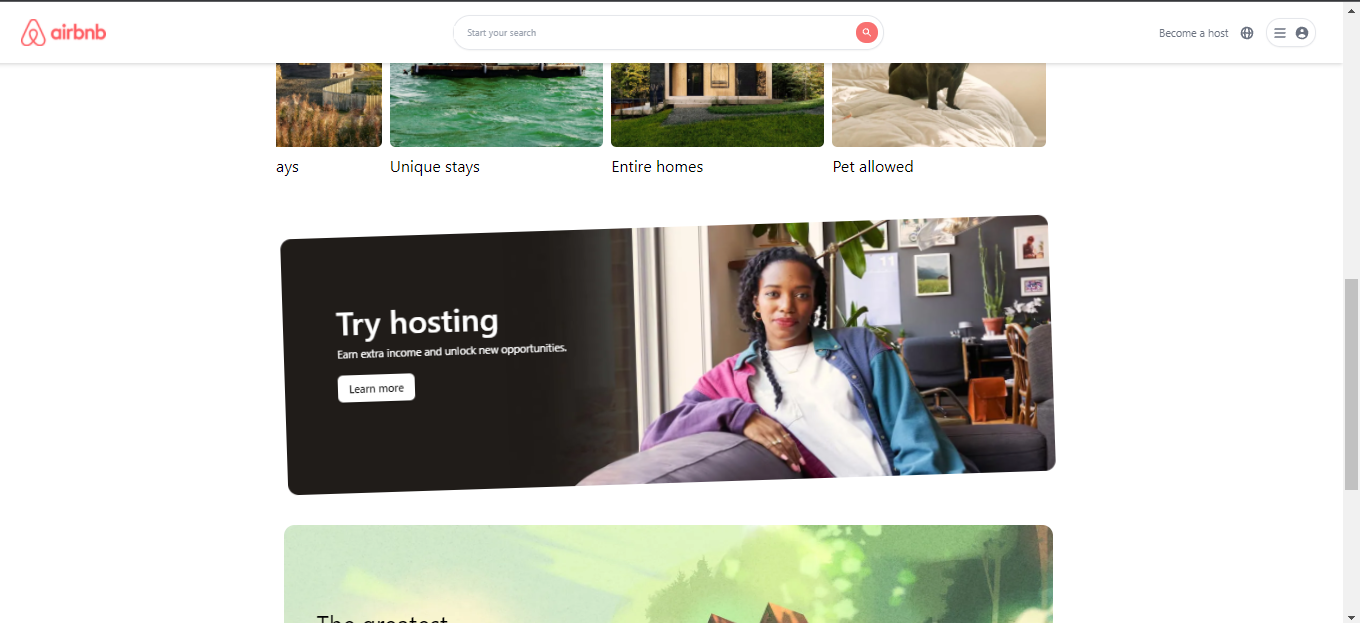 airbnb
Start your search
Become a host
ays
Unique stays
Entire homes
Pet allowed
Try hosting
Earn extra income and unlock new opportunities.
Learn more
The greatest